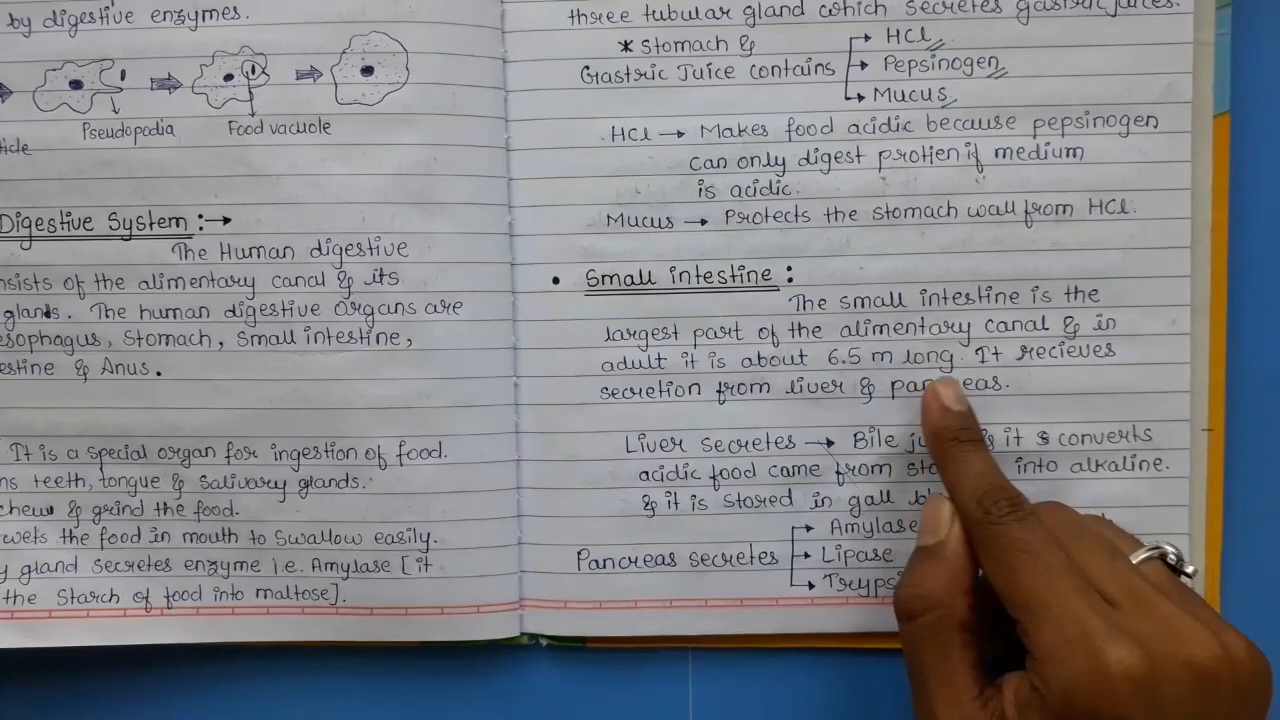 by digestive enzymes.
Pseudopodia
Food vacuole
ticle
Digestive System :→
The Human digestive
nsists of the alimentary canal & its
glands. The human digestive organs are
esophagus, Stomach, Small intestine,
estine & Anus.
It is a special organ for ingestion of food.
ns teeth, tongue & Salivary glands.
chew & grind the food.
wets the food in mouth to swallow easily.
y gland secretes enzyme i.e. Amylase [it
the Starch of food into maltose].
three tubular gland which secretes gastric juices.
* Stomach &
Gastric Juice contains
→ HCl
→ Pepsinogen
→ Mucus
HCl → Makes food acidic because pepsinogen
can only digest protien if medium
is acidic.
Mucus → Protects the stomach wall from HCl.
• Small intestine :
The small intestine is the
largest part of the alimentary canal & in
adult it is about 6.5 m long. It recieves
secretion from liver & pan eas.
Liver secretes → Bile ju it s converts
acidic food came from sto into alkaline.
& it is stored in gall b
Pancreas secretes
→ Amylase
→ Lipase
→ Tryps